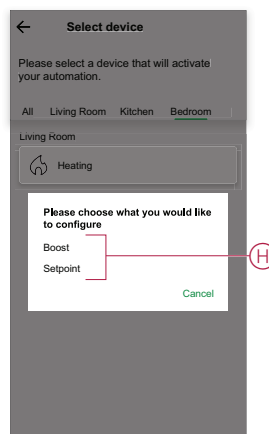 Select device
Please select a device that will activate
your automation.
All Living Room Kitchen Bedroom
Living Room
Heating
Please choose what you would like
to configure
Boost
Setpoint
H
Cancel